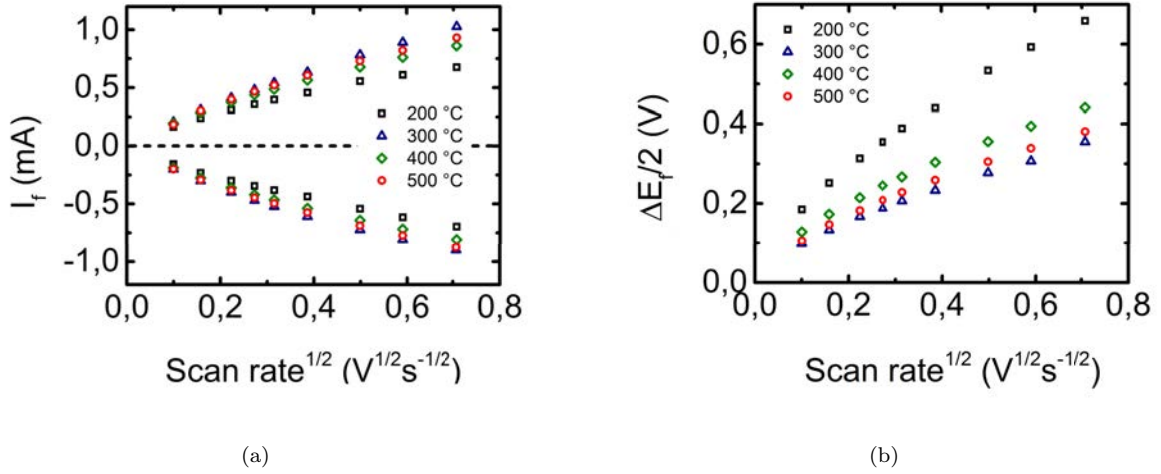 1,0
0,5
0,0
-0,5
-1,0
I_f (mA)
200 °C
300 °C
400 °C
500 °C
0,0 0,2 0,4 0,6 0,8
Scan rate^1/2 (V^1/2 s^-1/2)
(a)
0,6
0,4
0,2
0,0
ΔE_f/2 (V)
200 °C
300 °C
400 °C
500 °C
0,0 0,2 0,4 0,6 0,8
Scan rate^1/2 (V^1/2 s^-1/2)
(b)